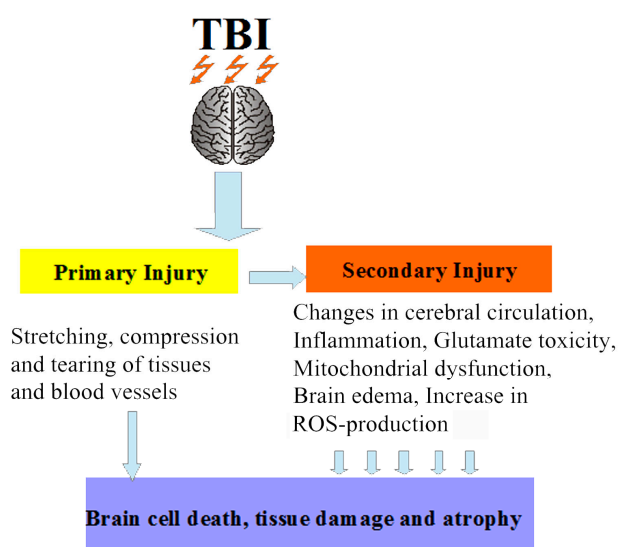 TBI
Primary Injury
Secondary Injury
Stretching, compression
and tearing of tissues
and blood vessels
Changes in cerebral circulation,
Inflammation, Glutamate toxicity,
Mitochondrial dysfunction,
Brain edema, Increase in
ROS-production
Brain cell death, tissue damage and atrophy